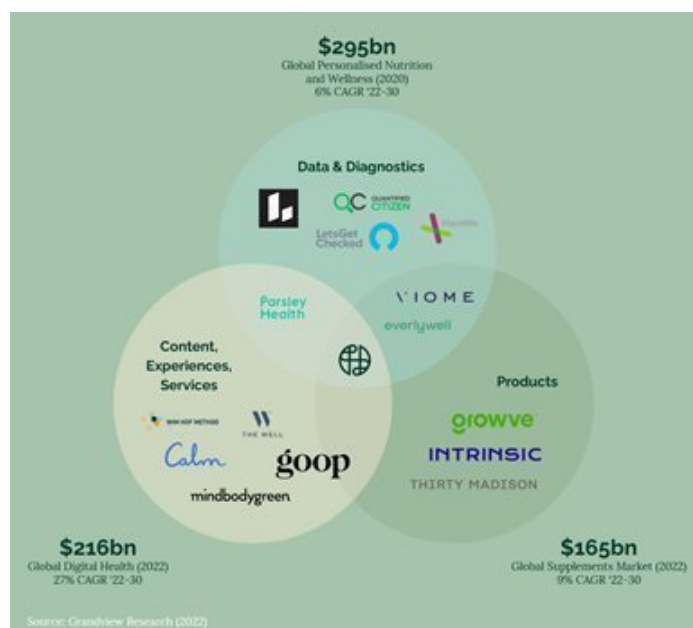 $295bn
Global Personalised Nutrition
and Wellness (2020)
6% CAGR '22-30
Data & Diagnostics
QC QUANTIFIED
CITIZEN
LetsGet
Checked
VIOME
everlywell
Parsley
Health
Content,
Experiences,
Services
WIM HOF METHOD
THE WELL
Calm
goop
mindbodygreen
Products
growve
INTRINSIC
THIRTY MADISON
$216bn
Global Digital Health (2022)
27% CAGR '22-30
$165bn
Global Supplements Market (2022)
9% CAGR '22-30
Source: Grandview Research (2022)